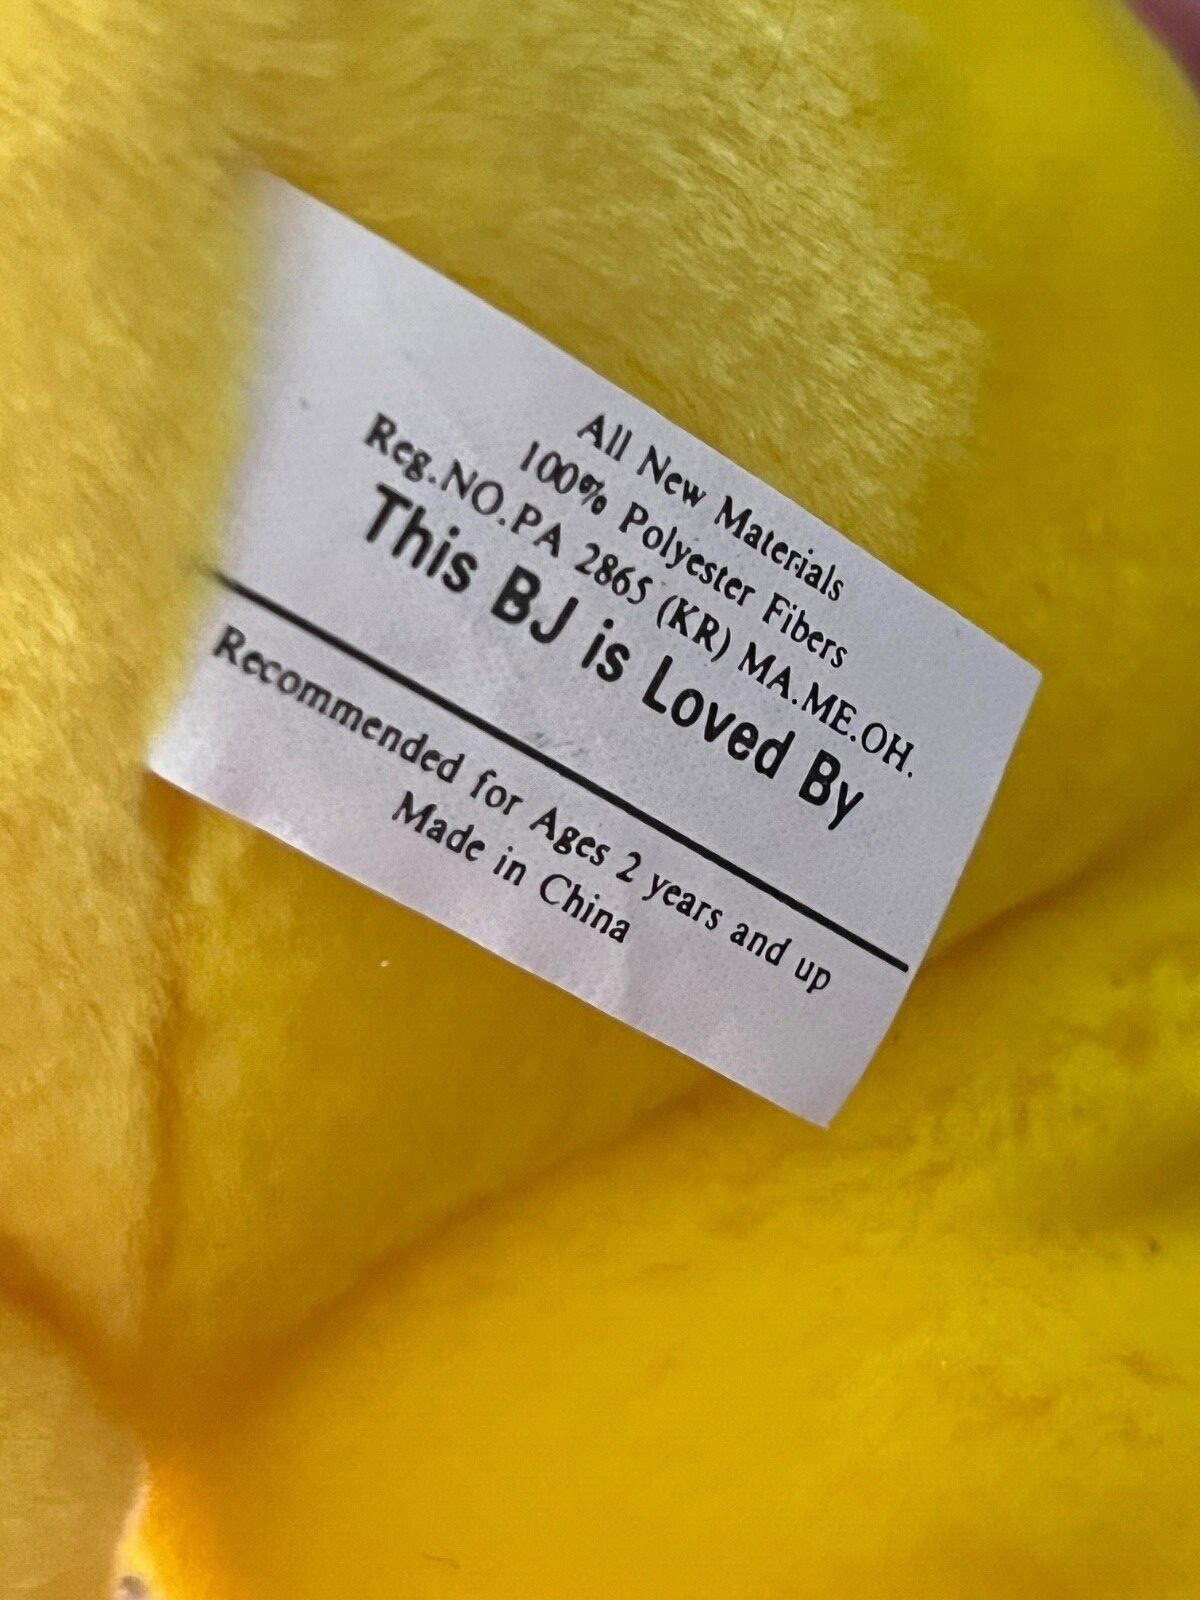 All New Materials
100% Polyester Fibers
Reg.NO.PA 2865 (KR) MA.ME.OH.
This BJ is Loved By
Recommended for Ages 2 years and up
Made in China